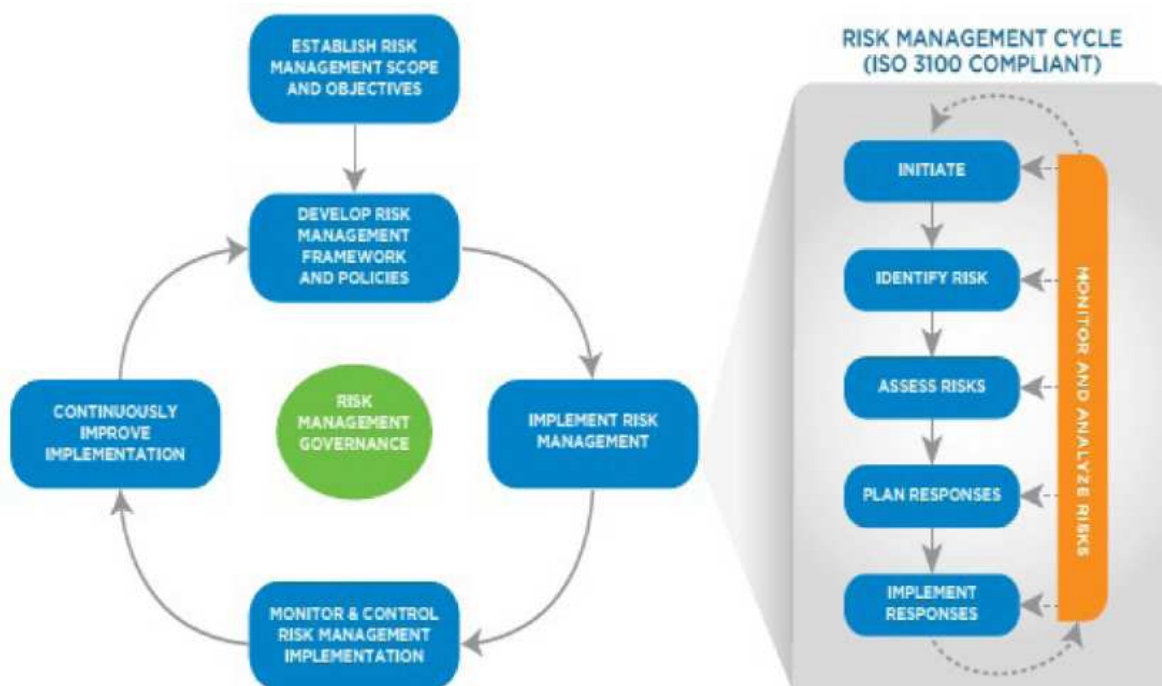 ESTABLISH RISK
MANAGEMENT SCOPE
AND OBJECTIVES
DEVELOP RISK
MANAGEMENT
FRAMEWORK
AND POLICIES
CONTINUOUSLY
IMPROVE
IMPLEMENTATION
RISK
MANAGEMENT
GOVERNANCE
IMPLEMENT RISK
MANAGEMENT
MONITOR & CONTROL
RISK MANAGEMENT
IMPLEMENTATION
RISK MANAGEMENT CYCLE
(ISO 3100 COMPLIANT)
INITIATE
IDENTIFY RISK
ASSESS RISKS
PLAN RESPONSES
IMPLEMENT
RESPONSES
MONITOR AND ANALYZE RISKS